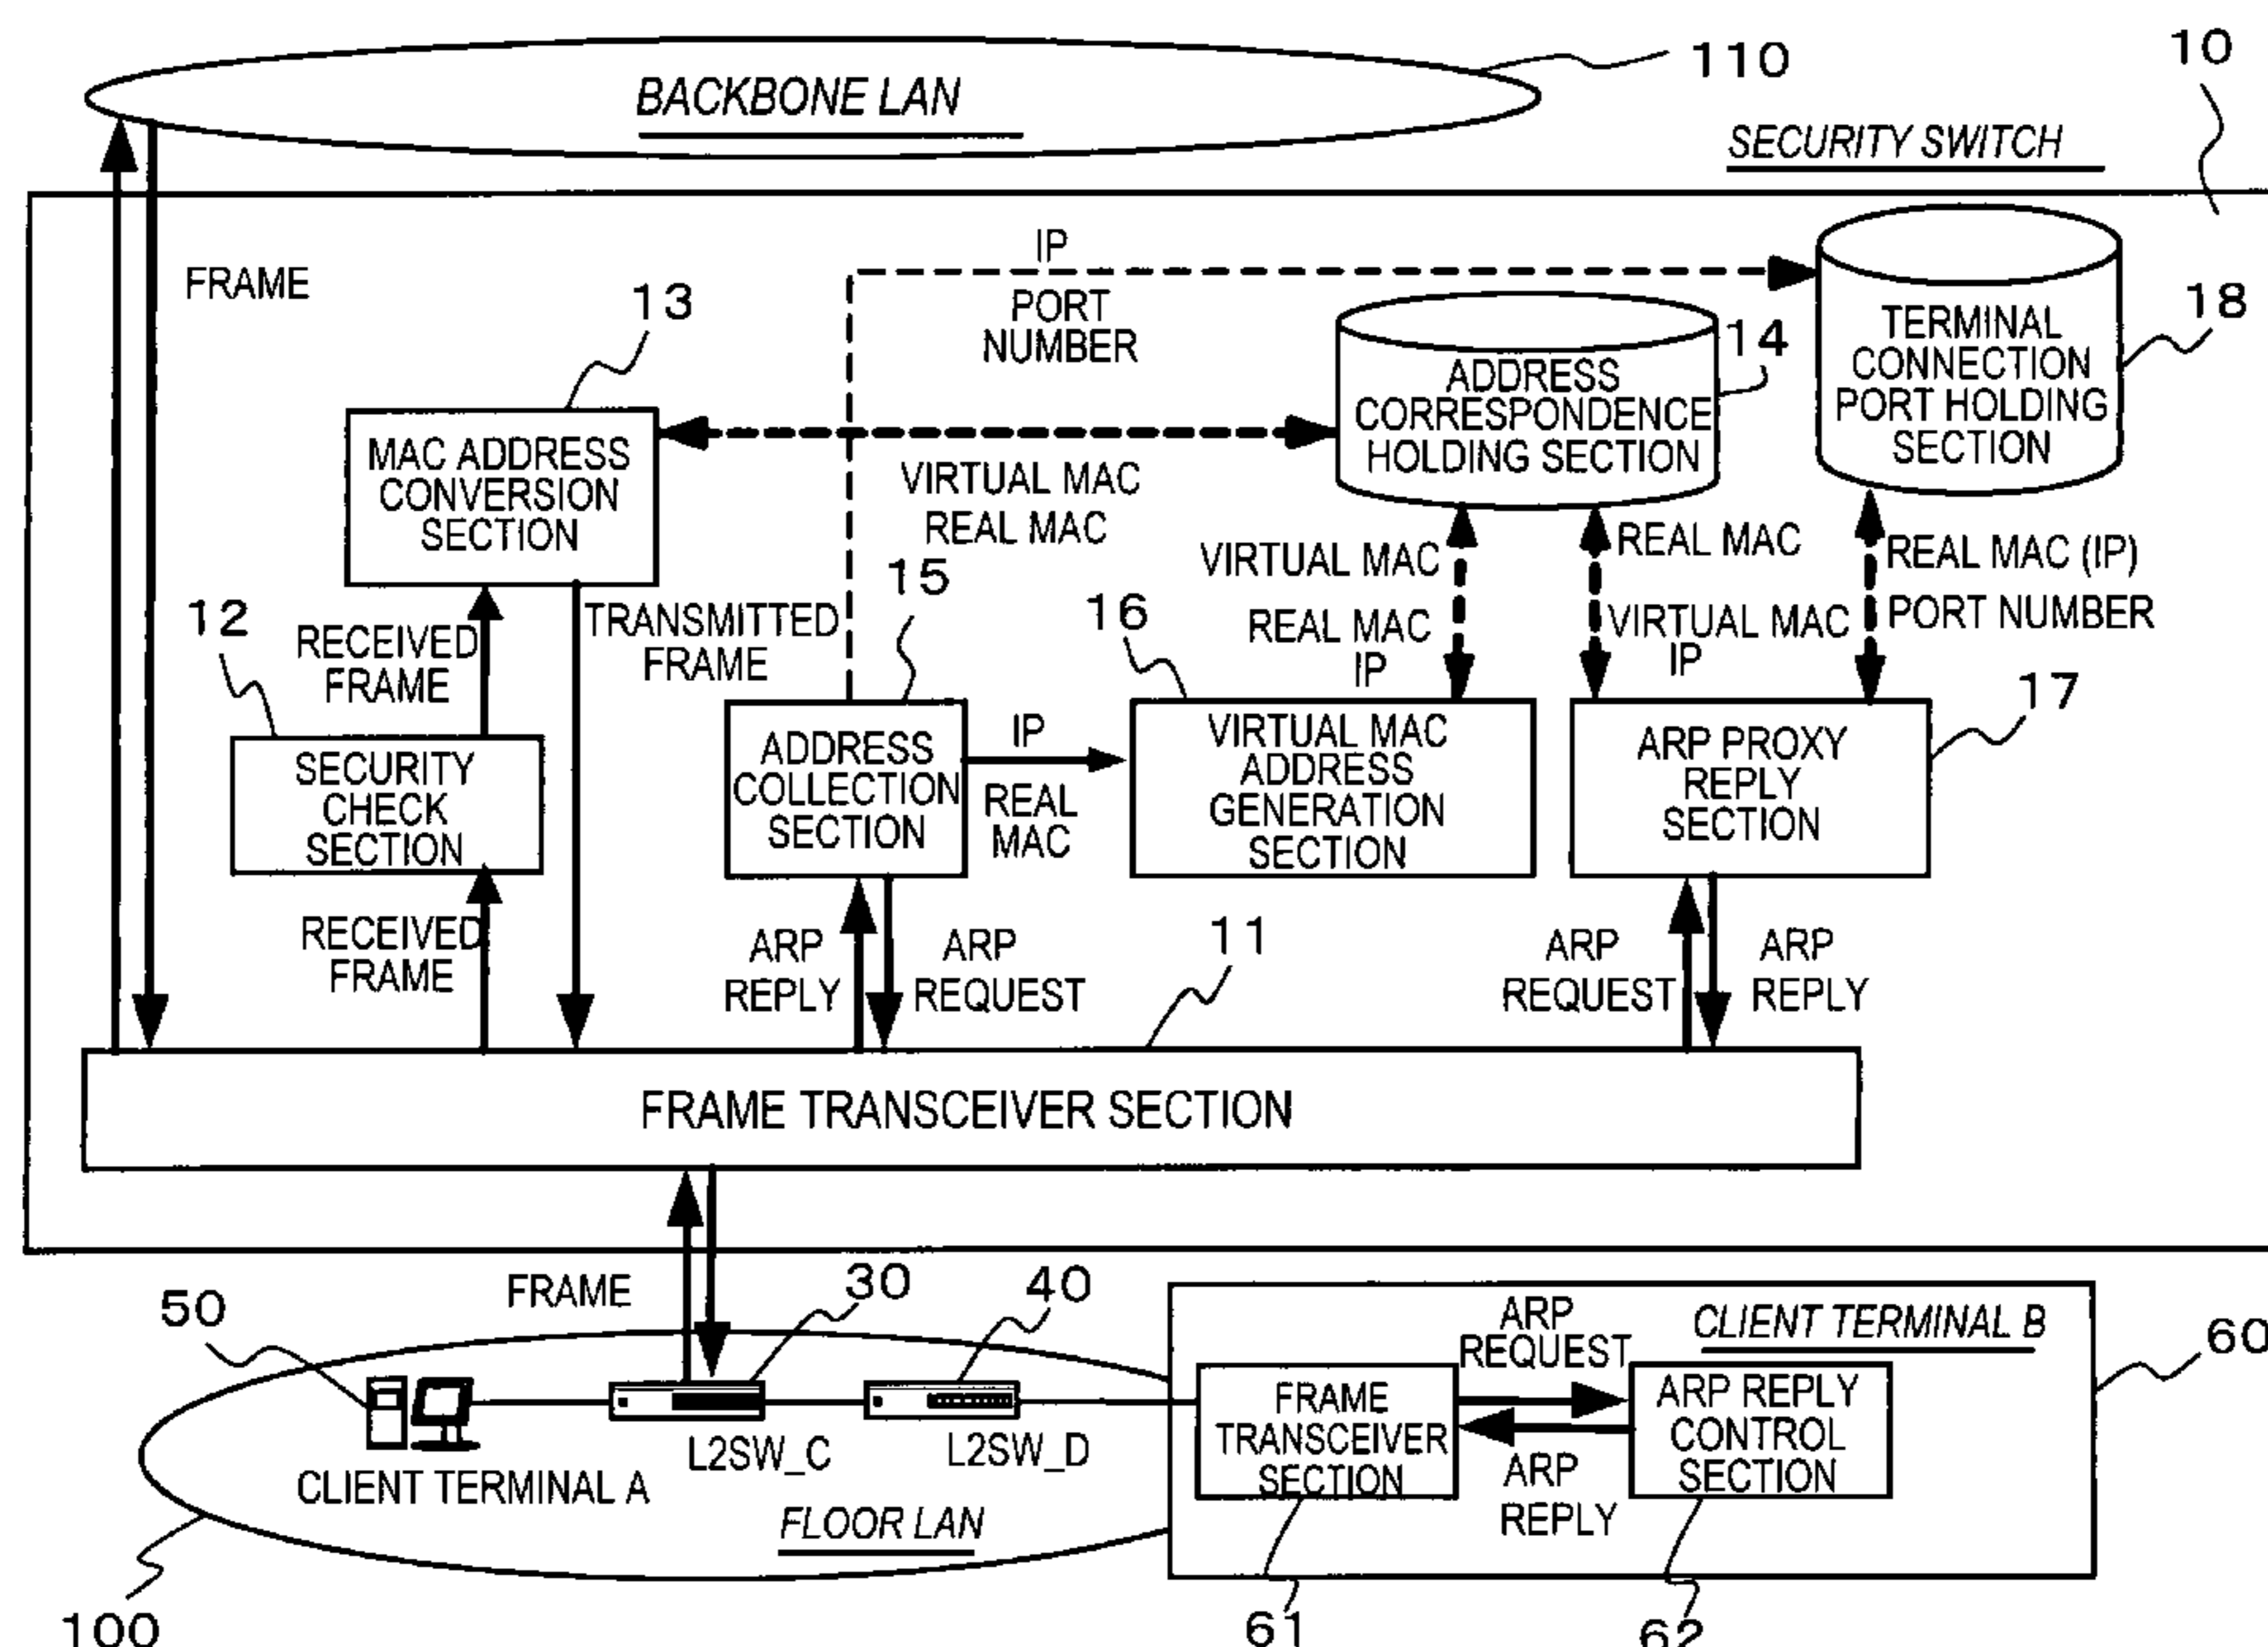 110
10
BACKBONE LAN
SECURITY SWITCH
IP
FRAME
PORT
NUMBER
13
18
14
TERMINAL
CONNECTION
PORT HOLDING
SECTION
ADDRESS
CORRESPONDENCE
HOLDING SECTION
MAC ADDRESS
CONVERSION
SECTION
VIRTUAL MAC
REAL MAC
VIRTUAL MAC
REAL MAC
IP
REAL MAC
VIRTUAL MAC
IP
REAL MAC (IP)
PORT NUMBER
12
15
16
17
RECEIVED
FRAME
TRANSMITTED
FRAME
SECURITY
CHECK
SECTION
ADDRESS
COLLECTION
SECTION
IP
REAL
MAC
VIRTUAL MAC
ADDRESS
GENERATION
SECTION
ARP PROXY
REPLY
SECTION
RECEIVED
FRAME
ARP
REPLY
ARP
REQUEST
11
ARP
REQUEST
ARP
REPLY
FRAME TRANSCEIVER SECTION
FRAME
30
40
50
60
ARP
REQUEST
CLIENT TERMINAL B
FRAME
TRANSCEIVER
SECTION
ARP REPLY
CONTROL
SECTION
ARP
REPLY
L2SW_C
L2SW_D
CLIENT TERMINAL A
FLOOR LAN
100
61
62